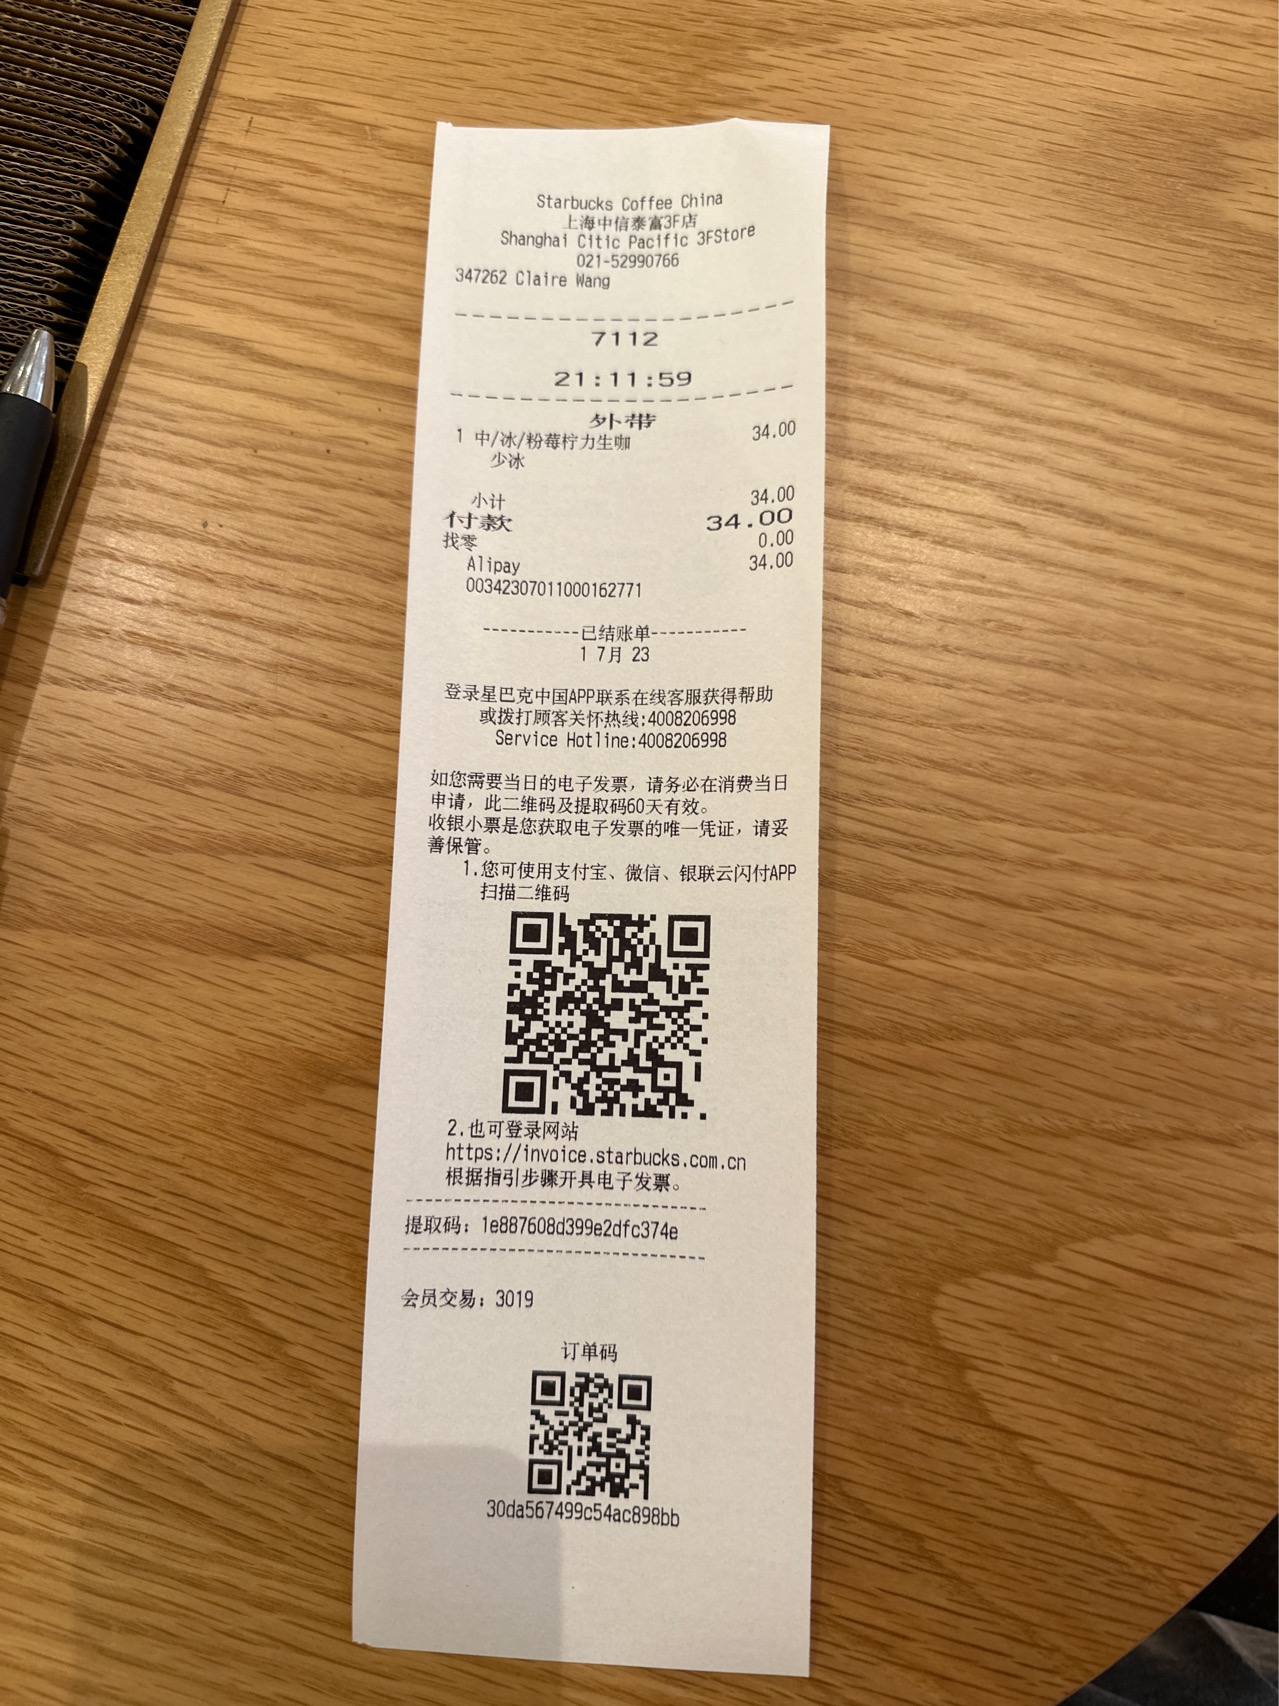 Starbucks Coffee China
上海中信泰富3F店
Shanghai Citic Pacific 3FStore
021-52990766
347262 Claire Wang
7112
21:11:59
外带
1 中/冰/粉莓柠力生咖 34.00
少冰
小计 34.00
付款 34.00
找零 0.00
Alipay 34.00
00342307011000162771
-----------已结账单-----------
1 7月 23
登录星巴克中国APP联系在线客服获得帮助
或拨打顾客关怀热线:4008206998
Service Hotline:4008206998
如您需要当日的电子发票，请务必在消费当日
申请，此二维码及提取码60天有效。
收银小票是您获取电子发票的唯一凭证，请妥
善保管。
1.您可使用支付宝、微信、银联云闪付APP
扫描二维码
2.也可登录网站
https://invoice.starbucks.com.cn
根据指引步骤开具电子发票。
提取码：1e887608d399e2dfc374e
会员交易：3019
订单码
30da567499c54ac898bb